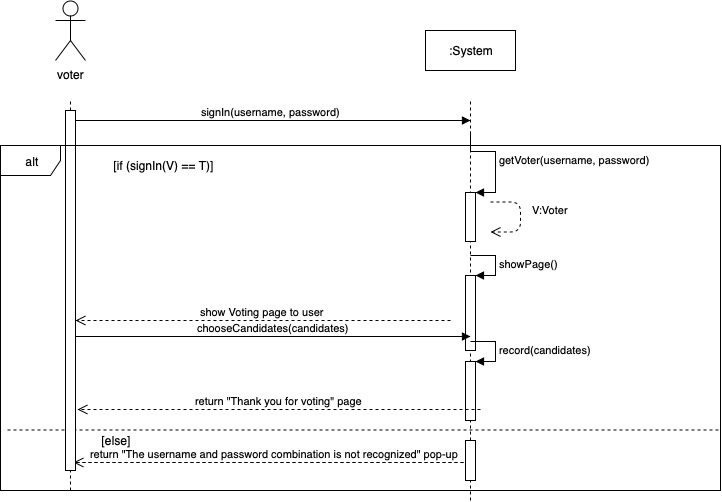 voter
:System
signIn(username, password)
alt
[if (signIn(V) == T)]
getVoter(username, password)
V:Voter
showPage()
show Voting page to user
chooseCandidates(candidates)
record(candidates)
return "Thank you for voting" page
[else]
return "The username and password combination is not recognized" pop-up